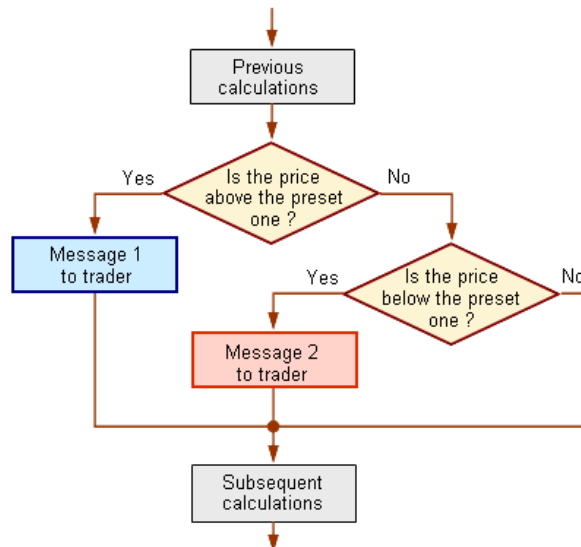 Previous
calculations
Yes
Is the price
above the preset
one ?
No
Message 1
to trader
Yes
Is the price
below the preset
one ?
No
Message 2
to trader
Subsequent
calculations